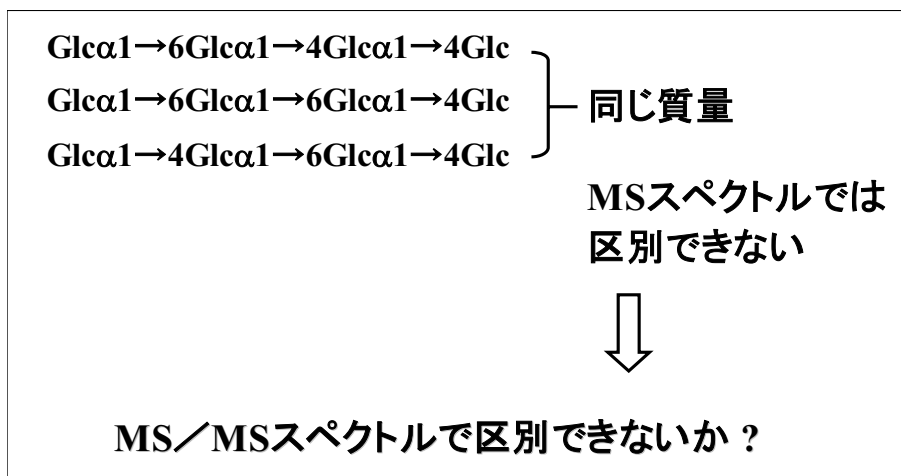 Glcα1→6Glcα1→4Glcα1→4Glc
Glcα1→6Glcα1→6Glcα1→4Glc
Glcα1→4Glcα1→6Glcα1→4Glc
同じ質量
MSスペクトルでは
区別できない
MS／MSスペクトルで区別できないか？